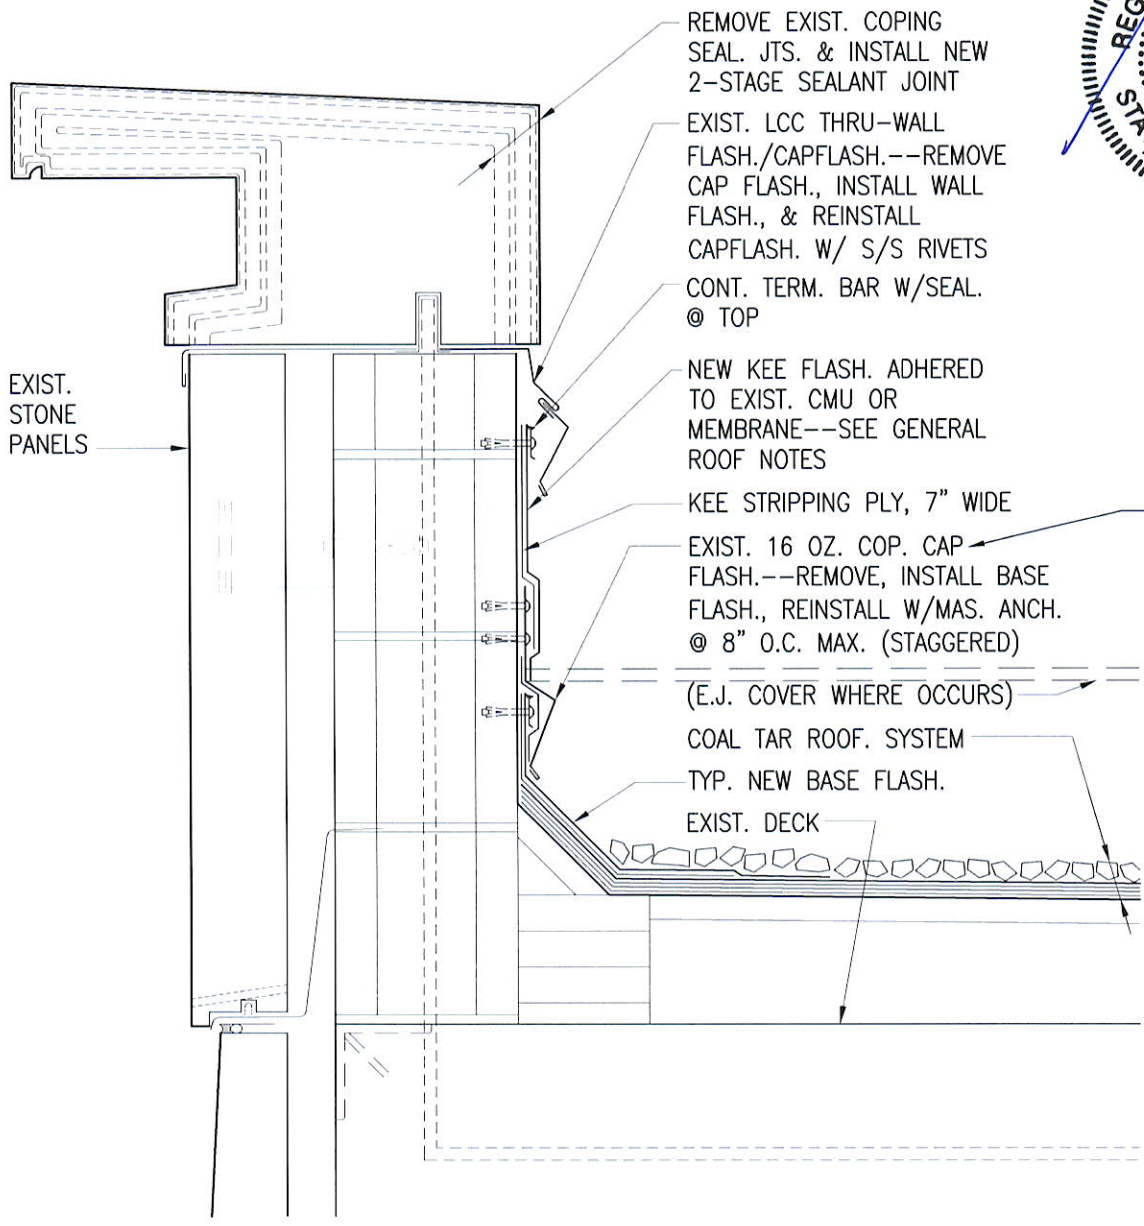 REMOVE EXIST. COPING
SEAL. JTS. & INSTALL NEW
2-STAGE SEALANT JOINT
EXIST. LCC THRU-WALL
FLASH./CAPFLASH.--REMOVE
CAP FLASH., INSTALL WALL
FLASH., & REINSTALL
CAPFLASH. W/ S/S RIVETS
CONT. TERM. BAR W/SEAL.
@ TOP
EXIST.
STONE
PANELS
NEW KEE FLASH. ADHERED
TO EXIST. CMU OR
MEMBRANE--SEE GENERAL
ROOF NOTES
KEE STRIPPING PLY, 7" WIDE
EXIST. 16 OZ. COP. CAP
FLASH.--REMOVE, INSTALL BASE
FLASH., REINSTALL W/MAS. ANCH.
@ 8" O.C. MAX. (STAGGERED)
(E.J. COVER WHERE OCCURS)
COAL TAR ROOF. SYSTEM
TYP. NEW BASE FLASH.
EXIST. DECK
REG
STA